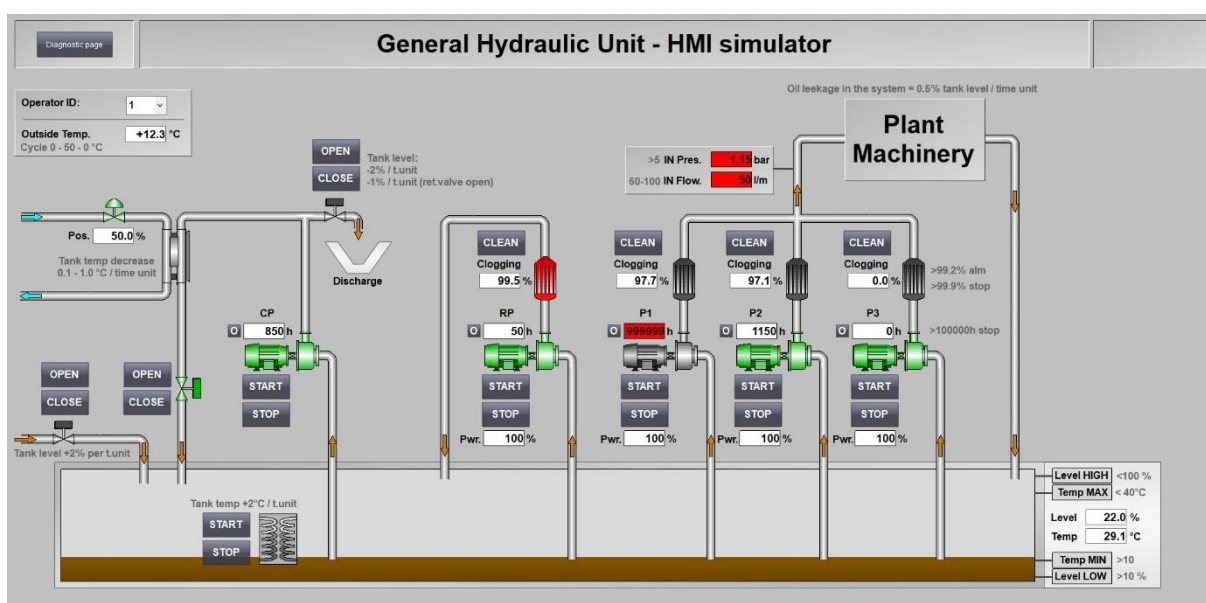 Diagnostic page
General Hydraulic Unit - HMI simulator
Operator ID: 1
Outside Temp. +12.3 °C
Cycle 0 - 50 - 0 °C
Oil leekage in the system = 0.5% tank level / time unit
Plant
Machinery
>5 IN Pres. 1.15 bar
60-100 IN Flow. 50 l/m
OPEN
CLOSE
Tank level:
-2% / t.unit
-1% / t.unit (ret.valve open)
Discharge
Pos. 50.0 %
Tank temp decrease
0.1 - 1.0 °C / time unit
CLEAN
Clogging
99.5 %
CLEAN
Clogging
97.7 %
CLEAN
Clogging
97.1 %
CLEAN
Clogging
0.0 %
>99.2% alm
>99.9% stop
CP
O 850 h
START
STOP
RP
O 50 h
START
STOP
Pwr. 100 %
P1
O 999999 h
START
STOP
Pwr. 100 %
P2
O 1150 h
START
STOP
Pwr. 100 %
P3
O 0 h
START
STOP
Pwr. 100 %
>100000h stop
OPEN
CLOSE
OPEN
CLOSE
Tank level +2% per t.unit
Tank temp +2°C / t.unit
START
STOP
Level HIGH <100 %
Temp MAX < 40°C
Level 22.0 %
Temp 29.1 °C
Temp MIN >10
Level LOW >10 %